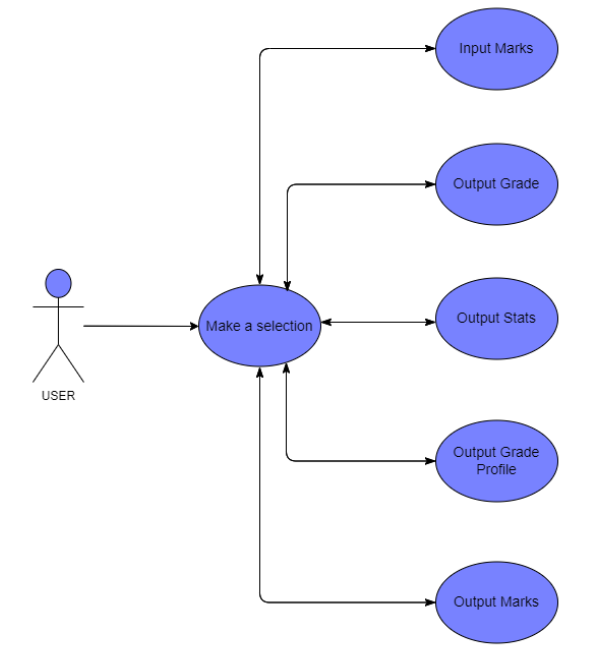 Input Marks
Output Grade
Output Stats
Make a selection
USER
Output Grade
Profile
Output Marks